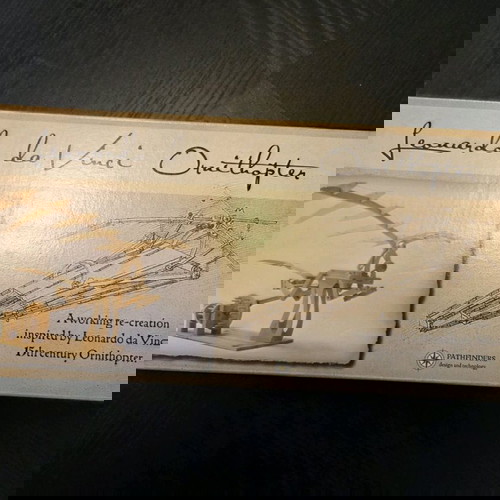 Leonardo da Vinci Ornithopter
A working re-creation
inspired by Leonardo da Vinci
15th century Ornithopter
PATHFINDERS
design and technology